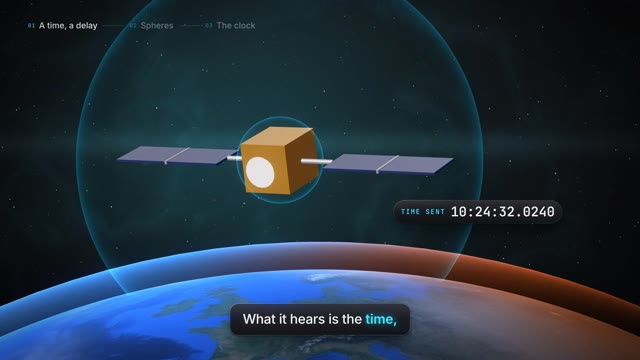 01 A time, a delay
02 Spheres
03 The clock
TIME SENT 10:24:32.0240
What it hears is the time,